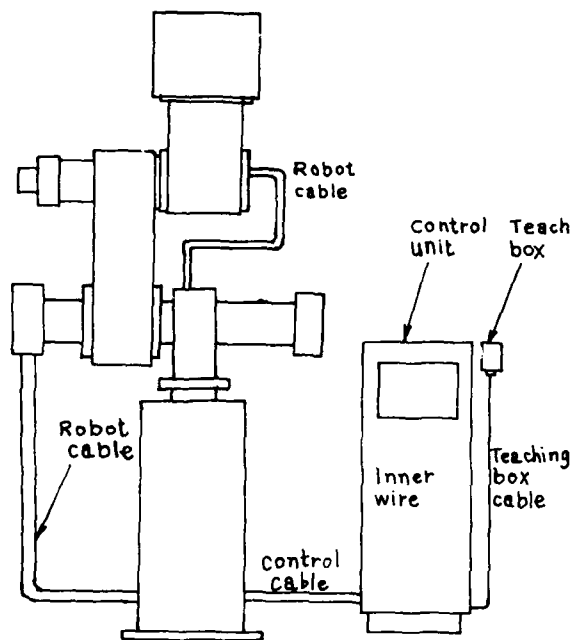 Robot
cable
Control
unit
Teach
box
Robot
cable
Inner
wire
Teaching
box
cable
Control
cable